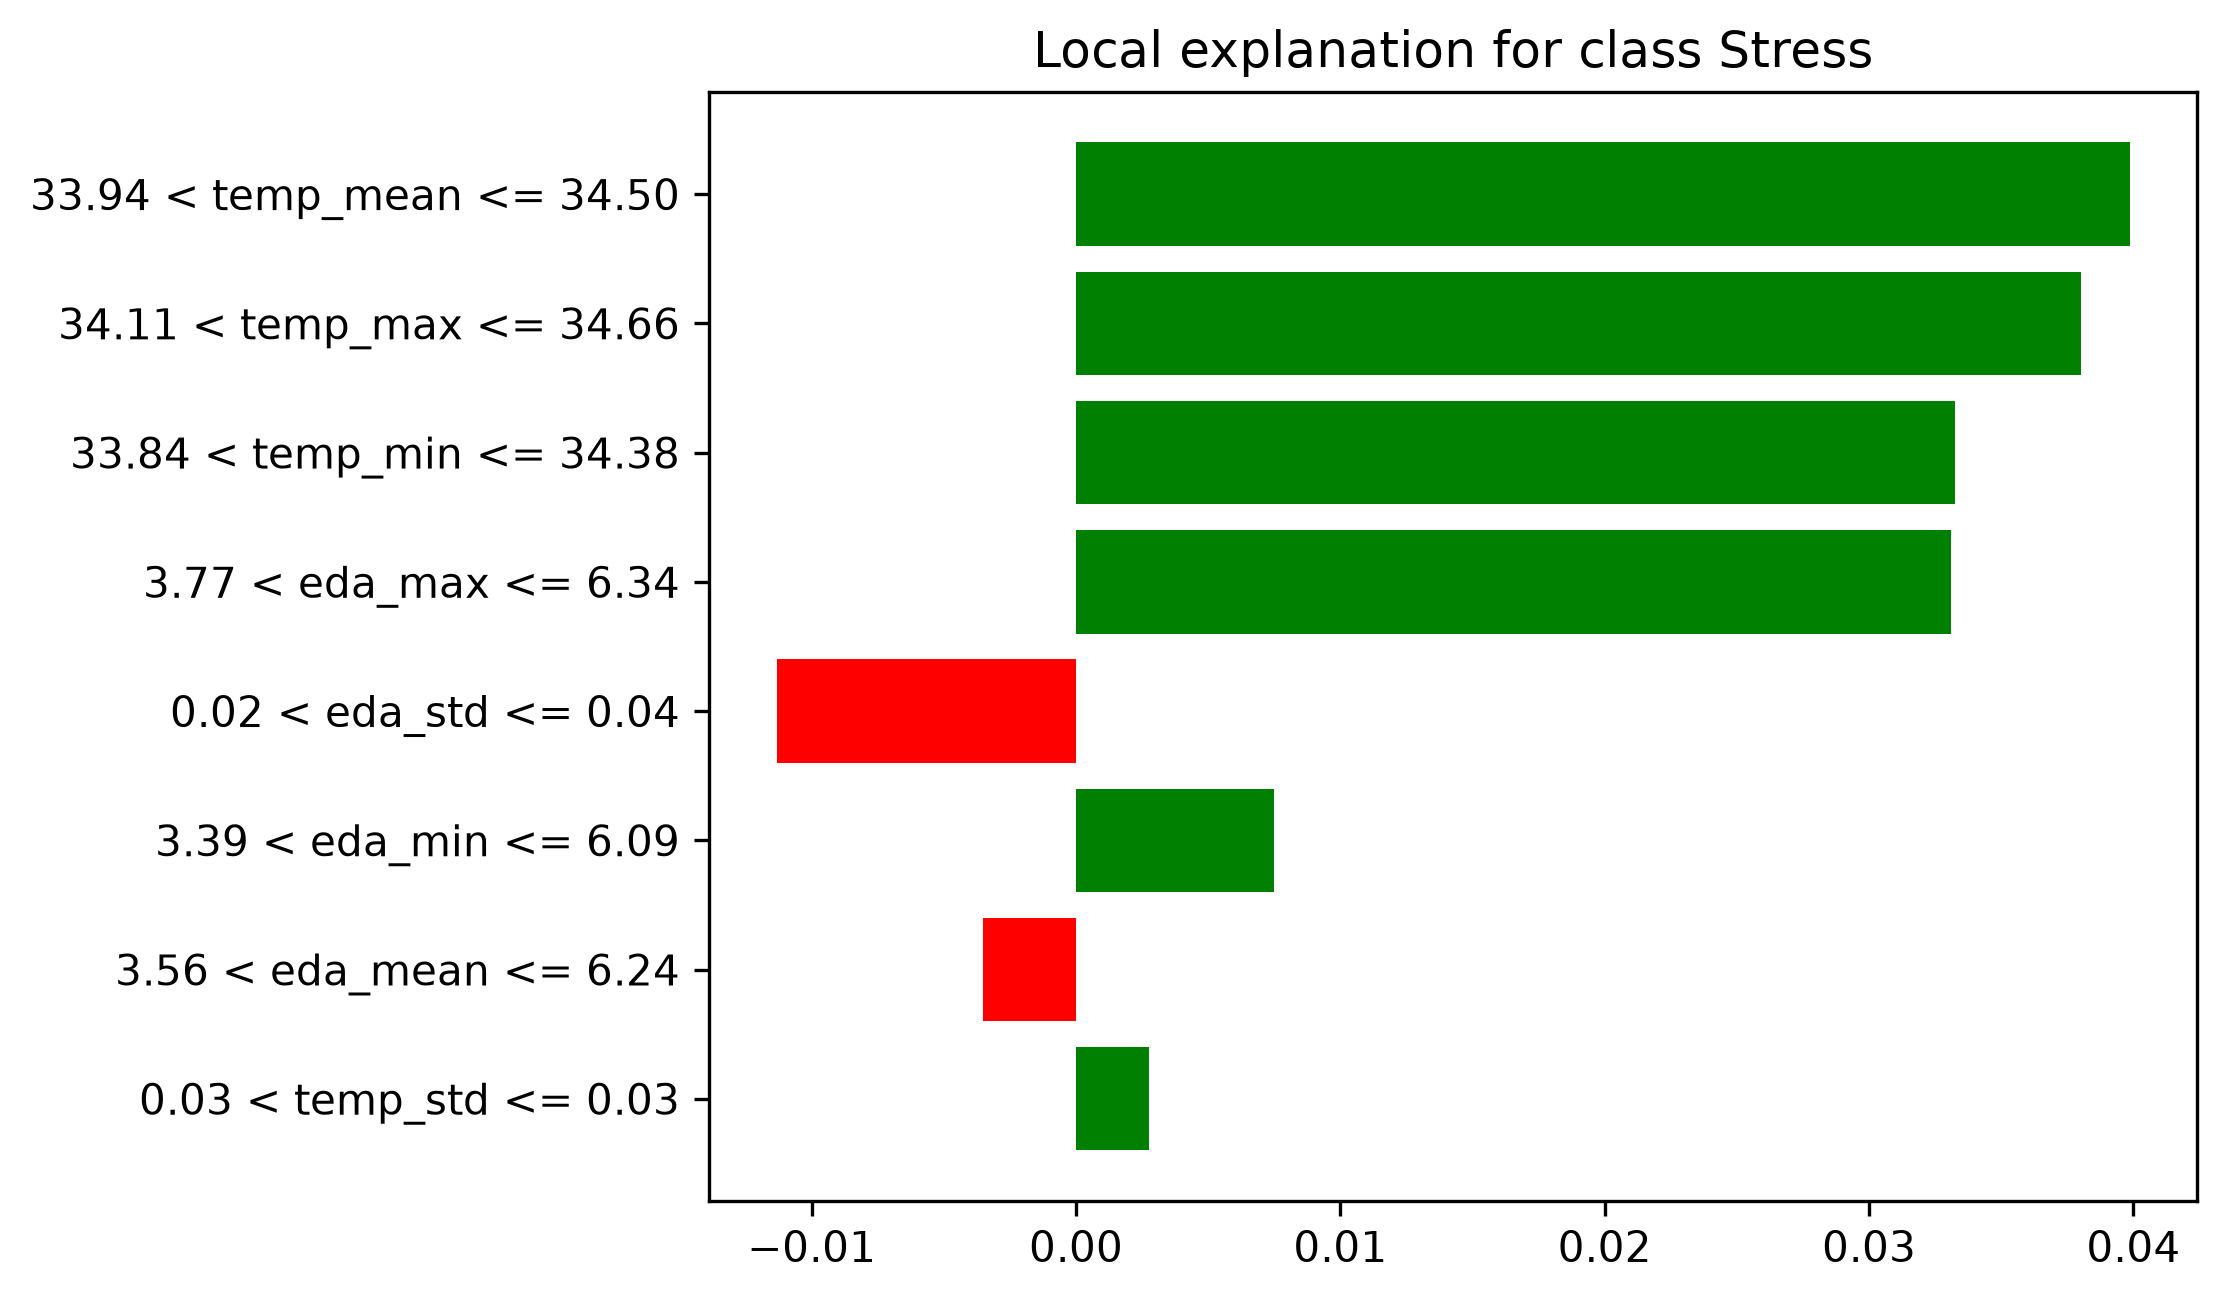 Local explanation for class Stress
33.94 < temp_mean <= 34.50
34.11 < temp_max <= 34.66
33.84 < temp_min <= 34.38
3.77 < eda_max <= 6.34
0.02 < eda_std <= 0.04
3.39 < eda_min <= 6.09
3.56 < eda_mean <= 6.24
0.03 < temp_std <= 0.03
−0.01 0.00 0.01 0.02 0.03 0.04